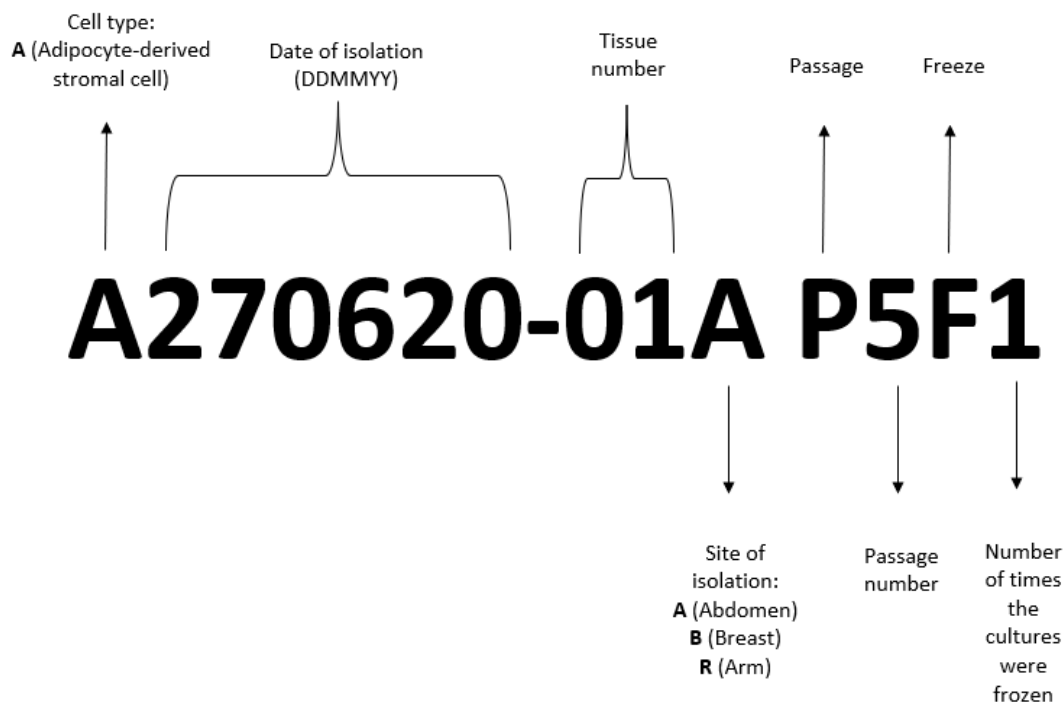 Cell type:
A (Adipocyte-derived
stromal cell)
Date of isolation
(DDMMYY)
Tissue
number
Passage
Freeze
A270620-01A P5F1
Site of
isolation:
A (Abdomen)
B (Breast)
R (Arm)
Passage
number
Number
of times
the
cultures
were
frozen